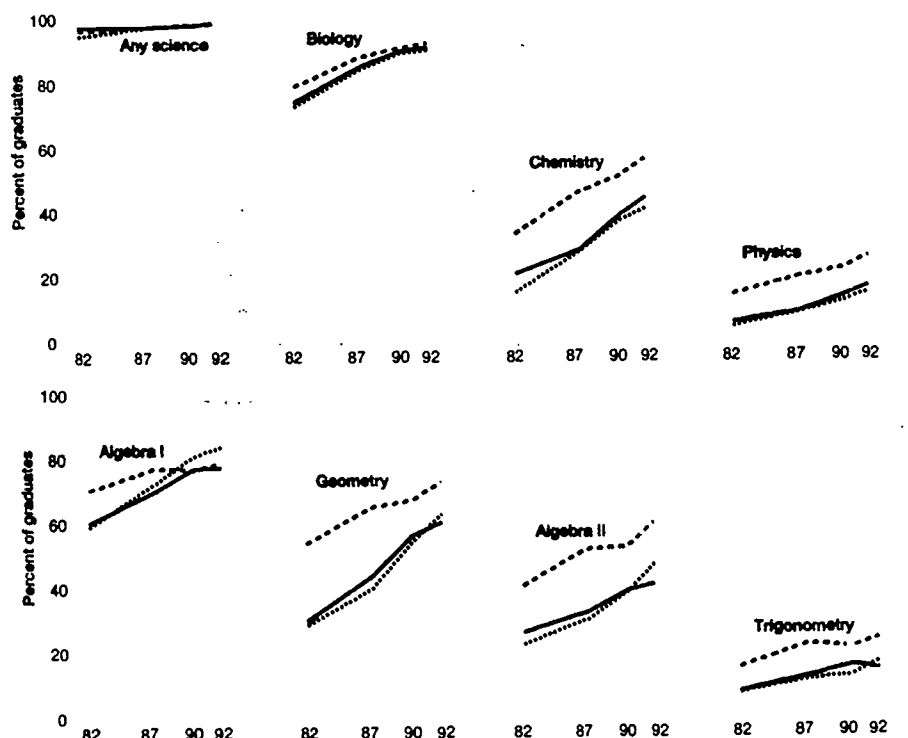 100
Any science
Biology
80
60
Chemistry
Percent of graduates
40
Physics
20
0
82 87 90 92 82 87 90 92 82 87 90 92 82 87 90 92
100
Algebra I
80
Geometry
60
Algebra II
Percent of graduates
40
Trigonometry
20
0
82 87 90 92 82 87 90 92 82 87 90 92 82 87 90 92